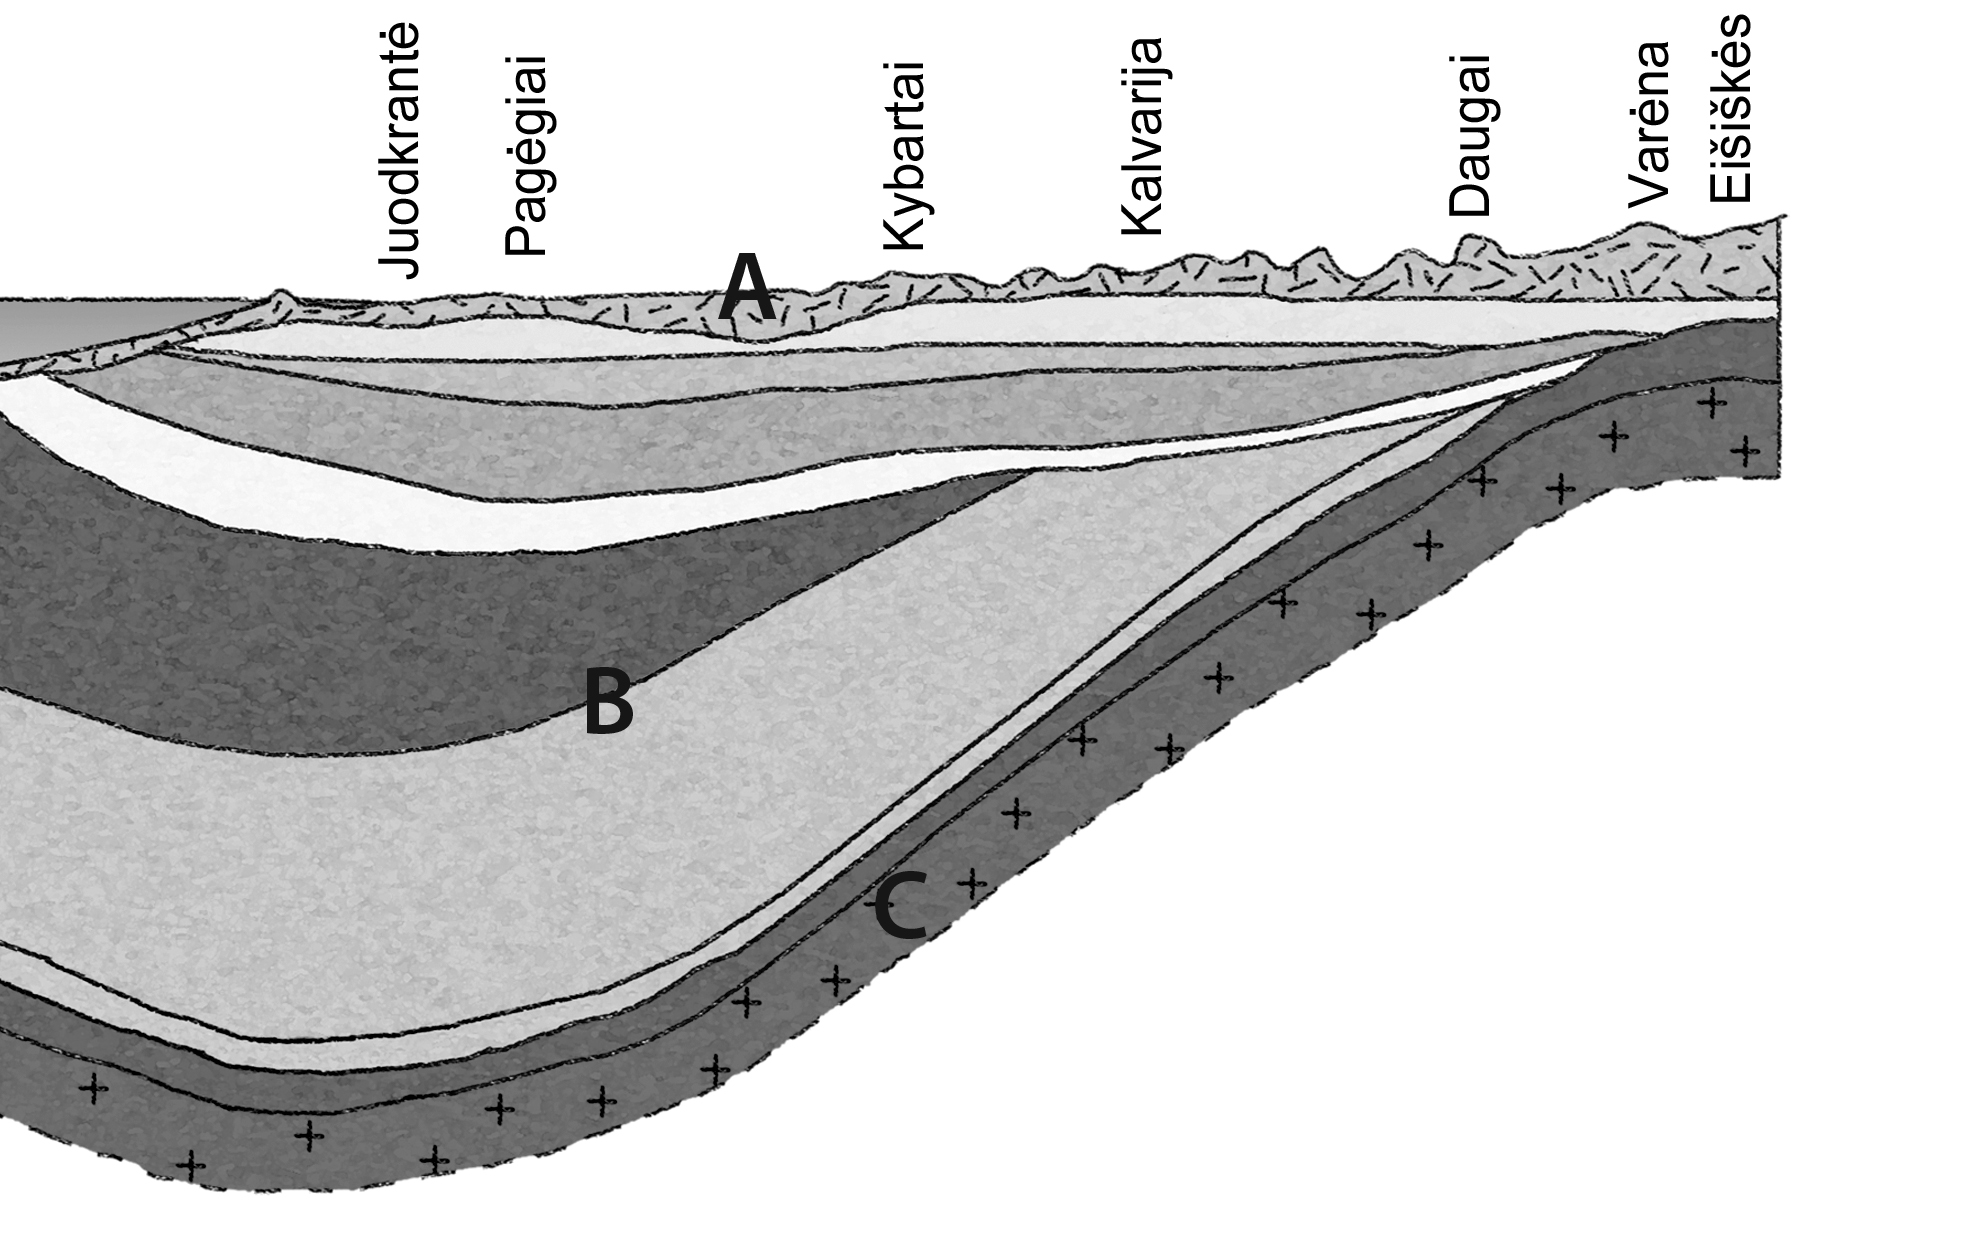 Juodkrantė
Pagėgiai
Kybartai
Kalvarija
Daugai
Varėna
Eišiškės
A
B
C